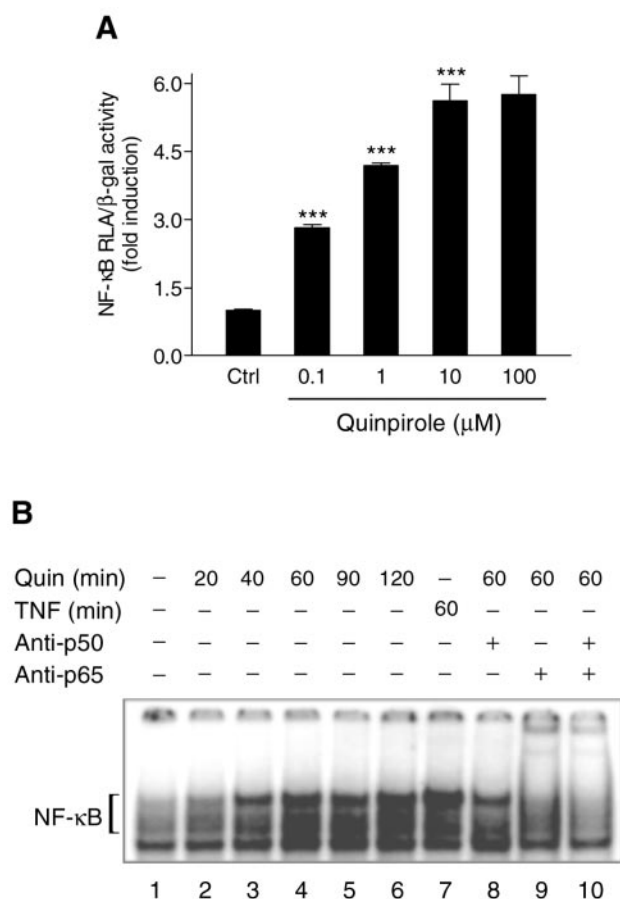 A
NF-κB RLA/β-gal activity
(fold induction)
6.0
4.5
3.0
1.5
0.0
***
***
***
Ctrl 0.1 1 10 100
Quinpirole (μM)
B
Quin (min) – 20 40 60 90 120 – 60 60 60
TNF (min) – – – – – – 60 – – –
Anti-p50 – – – – – – – + – +
Anti-p65 – – – – – – – – + +
NF-κB
1 2 3 4 5 6 7 8 9 10